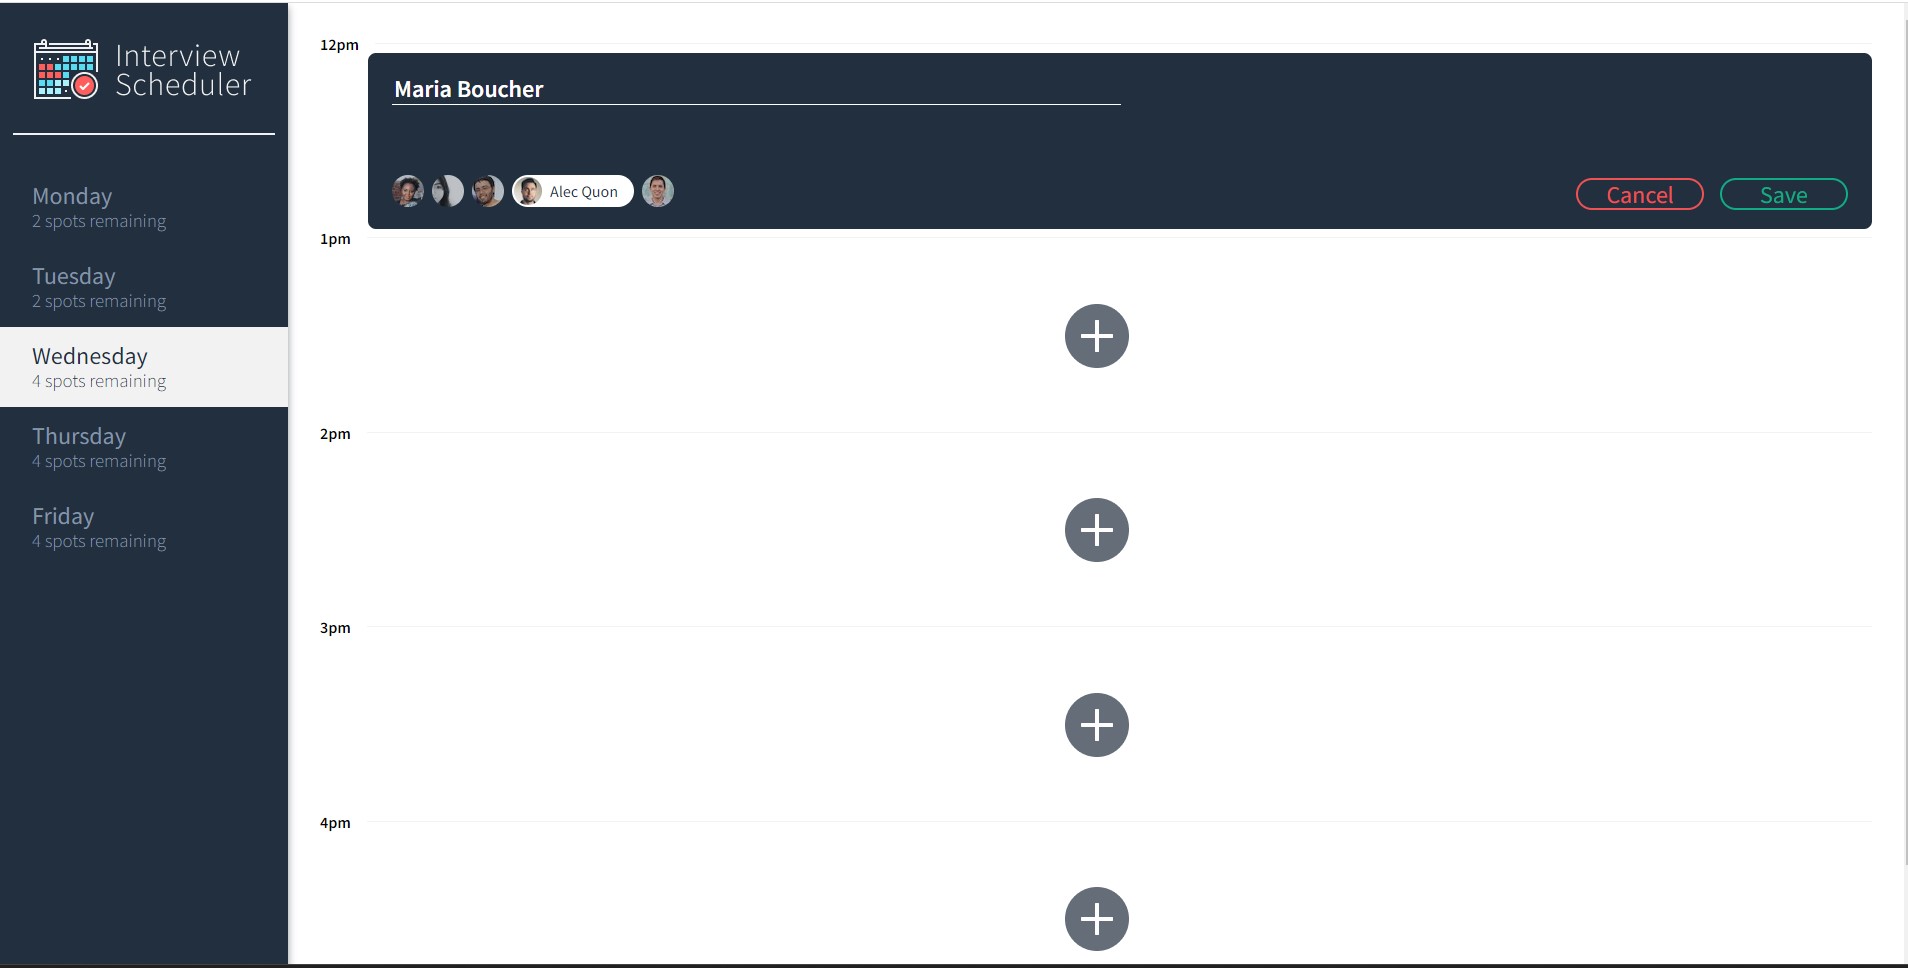 Interview
Scheduler
Monday
2 spots remaining
Tuesday
2 spots remaining
Wednesday
4 spots remaining
Thursday
4 spots remaining
Friday
4 spots remaining
12pm
Maria Boucher
Alec Quon
Cancel
Save
1pm
2pm
3pm
4pm